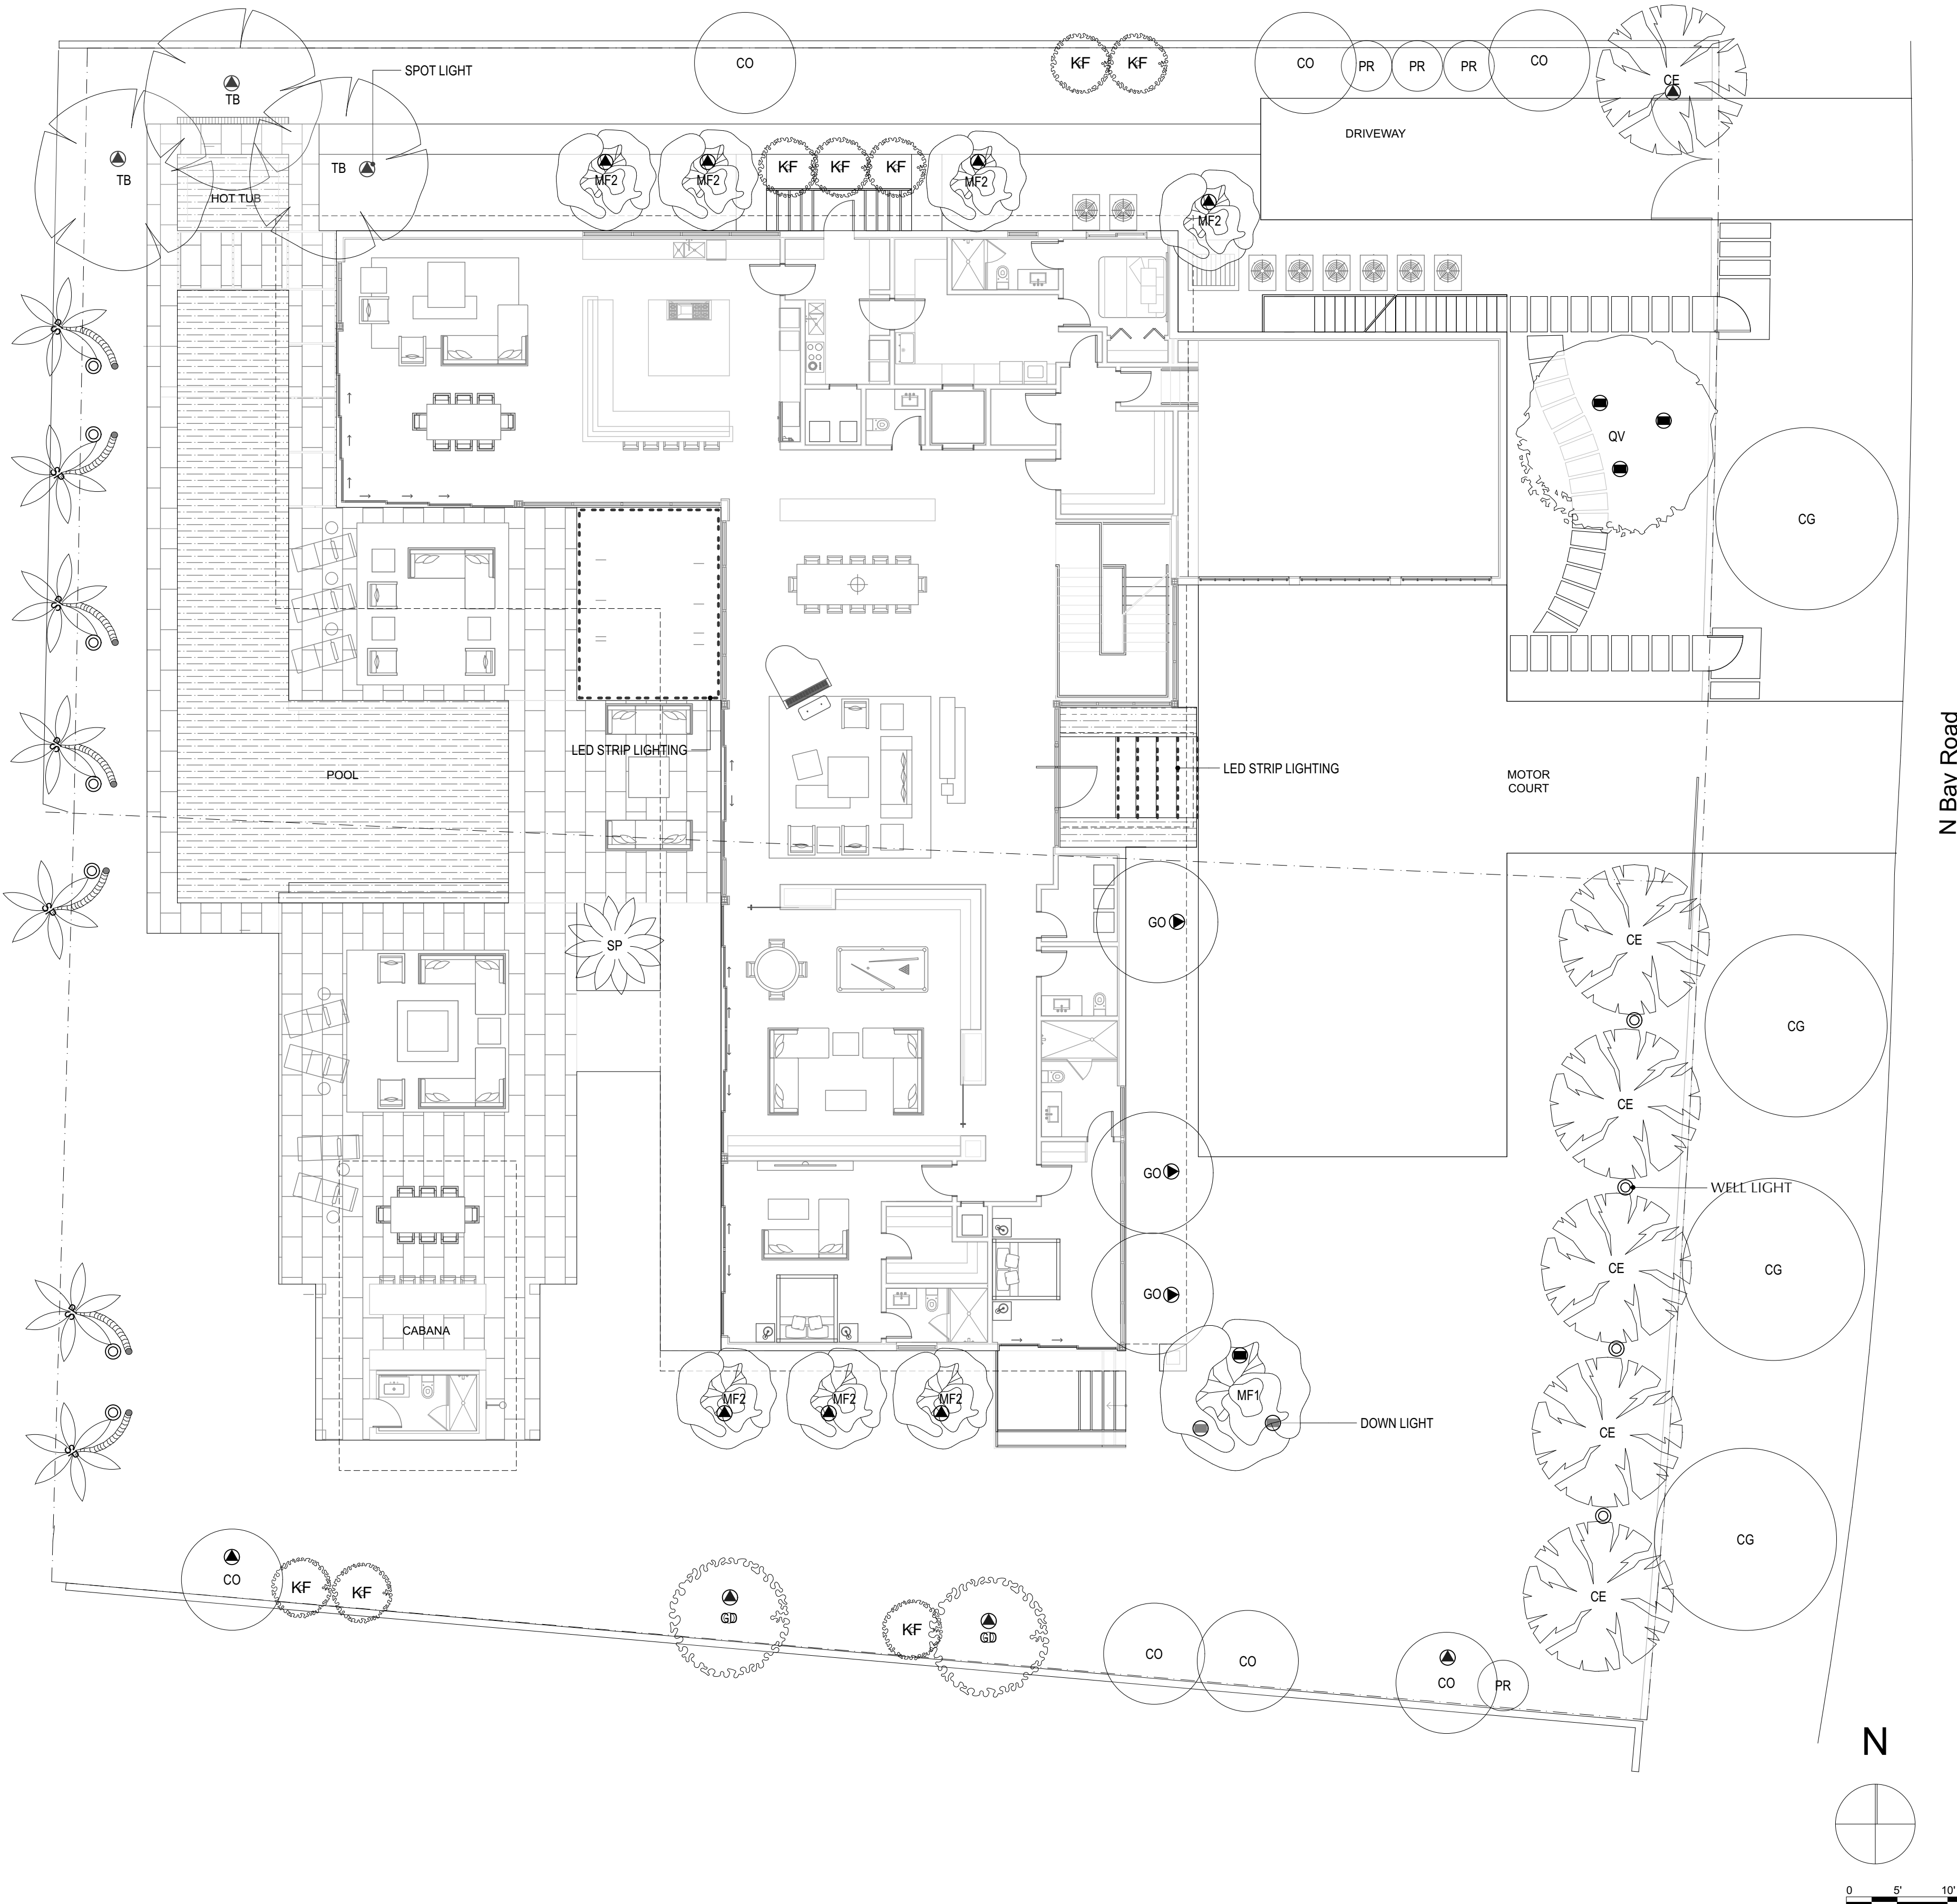 CO
KF
KF
CO
PR
PR
PR
CO
CE
SPOT LIGHT
TB
DRIVEWAY
TB
TB
MF2
MF2
KF
KF
KF
MF2
HOT TUB
MF2
QV
CG
LED STRIP LIGHTING
POOL
LED STRIP LIGHTING
MOTOR
COURT
N Bay Road
SP
GO
CE
CG
CE
GO
WELL LIGHT
CE
CG
GO
CABANA
MF2
MF2
MF2
MF1
DOWN LIGHT
CE
CG
CO
KF
KF
GD
KF
GD
CE
CO
CO
CO
PR
N
0 5' 10'